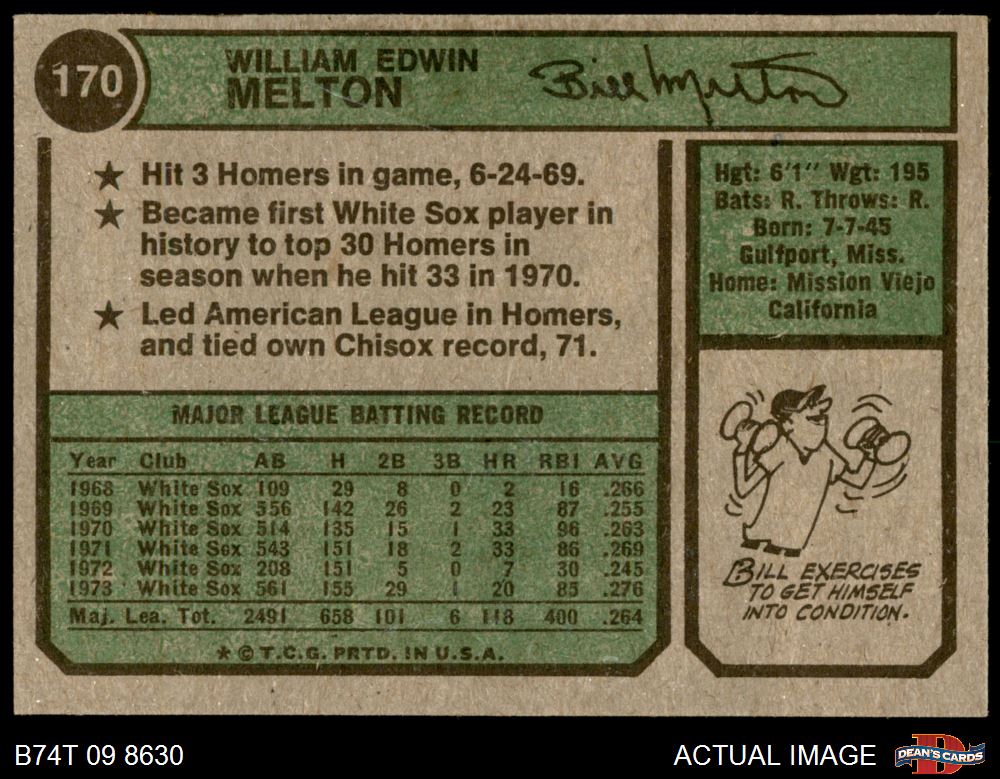 170
WILLIAM EDWIN
MELTON
Bill Melton
★ Hit 3 Homers in game, 6-24-69.
★ Became first White Sox player in
history to top 30 Homers in
season when he hit 33 in 1970.
★ Led American League in Homers,
and tied own Chisox record, 71.
Hgt: 6'1" Wgt: 195
Bats: R. Throws: R.
Born: 7-7-45
Gulfport, Miss.
Home: Mission Viejo
California
MAJOR LEAGUE BATTING RECORD
Year Club AB H 2B 3B HR RBI AVG
1968 White Sox 109 29 8 0 2 16 .266
1969 White Sox 556 142 26 2 23 87 .255
1970 White Sox 514 135 15 1 33 96 .263
1971 White Sox 543 151 18 2 33 86 .269
1972 White Sox 208 151 5 0 7 30 .245
1973 White Sox 561 155 29 1 20 85 .276
Maj. Lea. Tot. 2491 658 101 6 118 400 .264
★ © T.C.G. PRTD. IN U.S.A.
BILL EXERCISES
TO GET HIMSELF
INTO CONDITION.
B74T 09 8630
ACTUAL IMAGE
DEAN'S CARDS